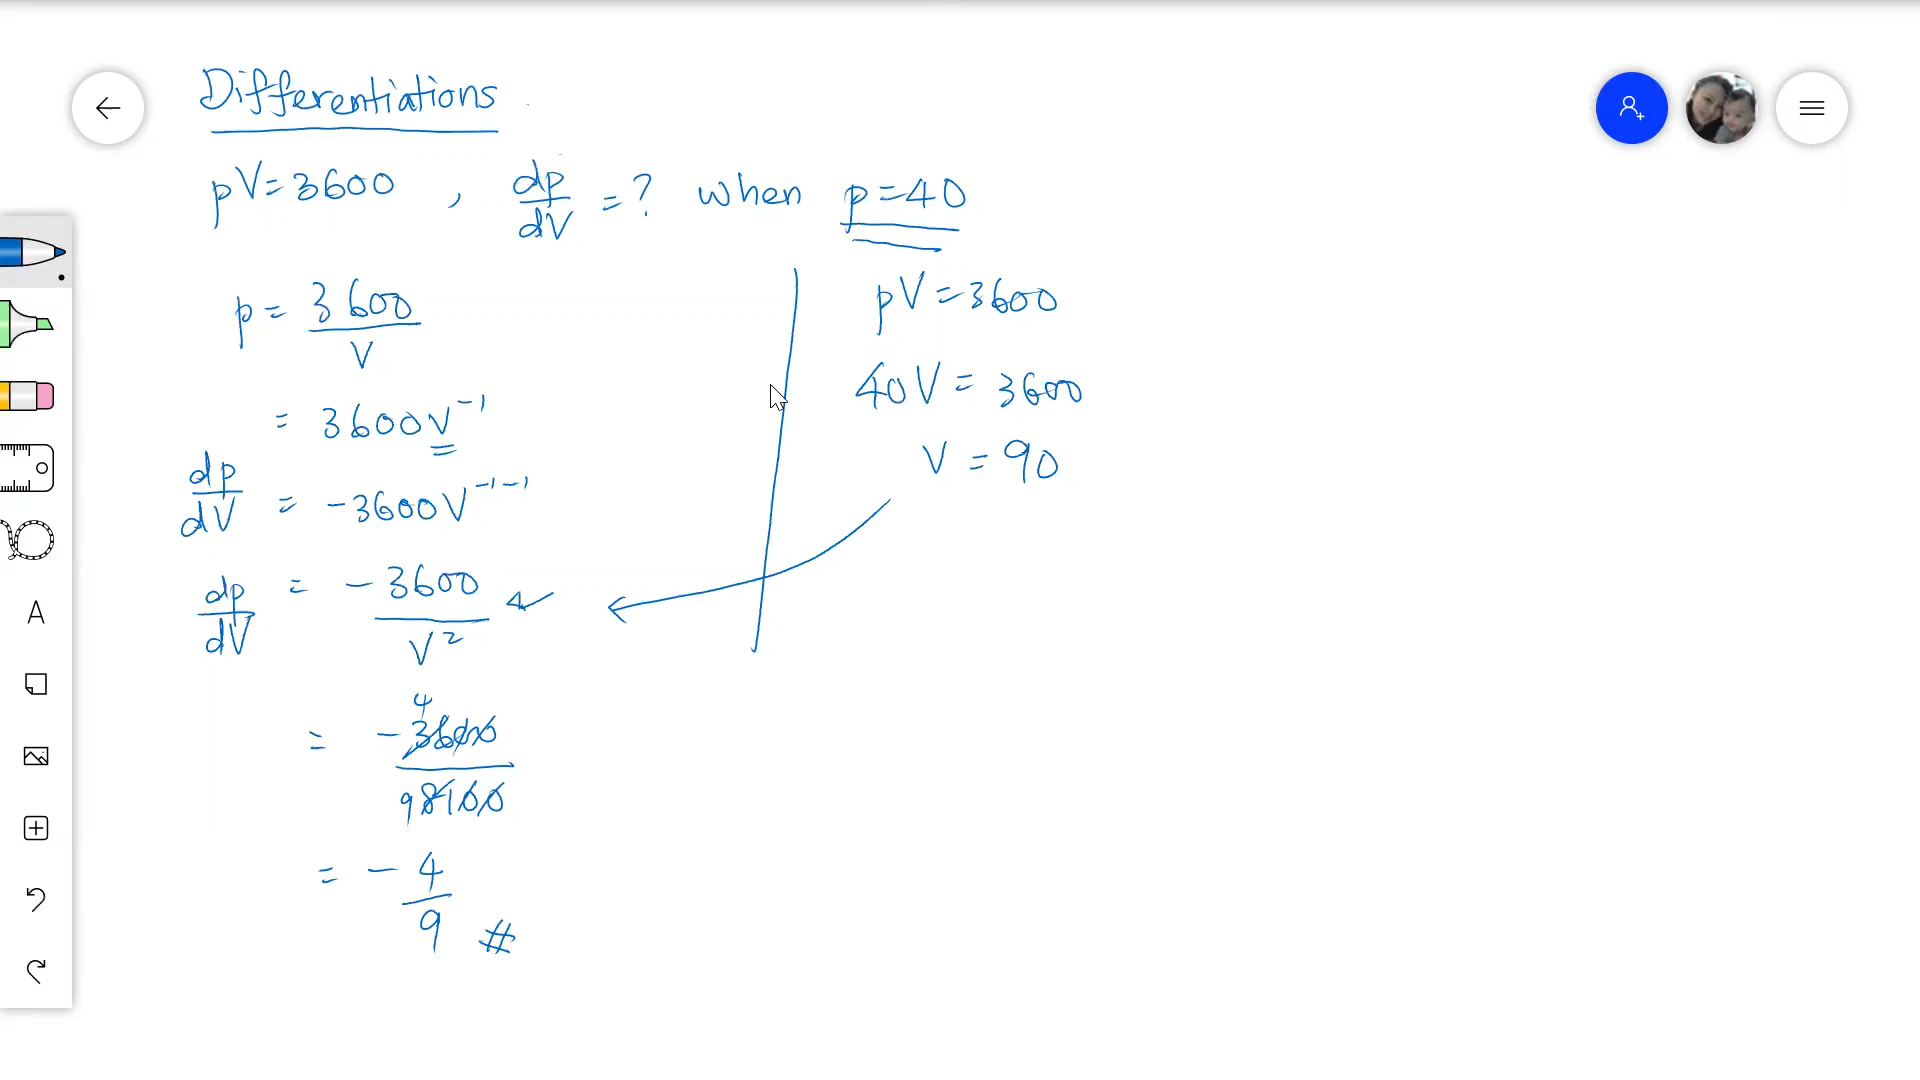 Differentiations
pV=3600 , dp/dV = ? when p=40
p = 3600/V
= 3600V⁻¹
dp/dV = -3600V⁻¹⁻¹
dp/dV = -3600/V²
4
= -3600/8100
9
= -4/9 #
pV=3600
40V = 3600
V = 90
A